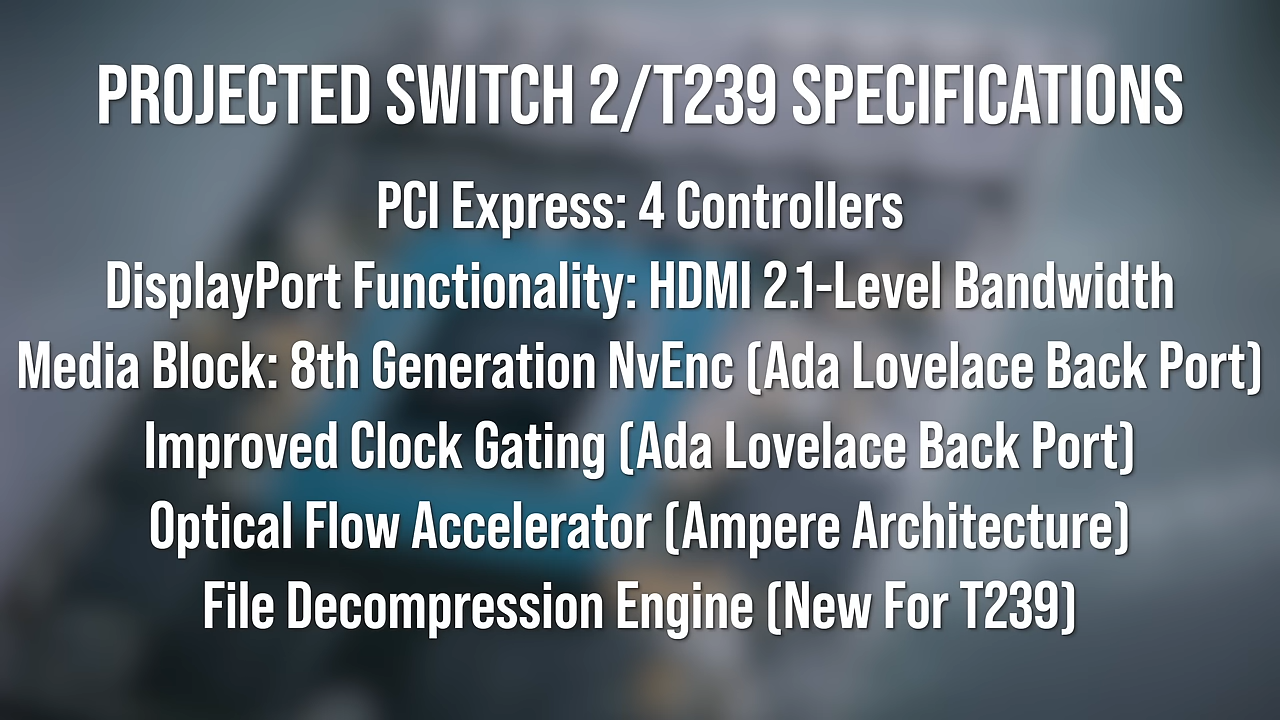 PROJECTED SWITCH 2/T239 SPECIFICATIONS
PCI Express: 4 Controllers
DisplayPort Functionality: HDMI 2.1-Level Bandwidth
Media Block: 8th Generation NvEnc (Ada Lovelace Back Port)
Improved Clock Gating (Ada Lovelace Back Port)
Optical Flow Accelerator (Ampere Architecture)
File Decompression Engine (New For T239)